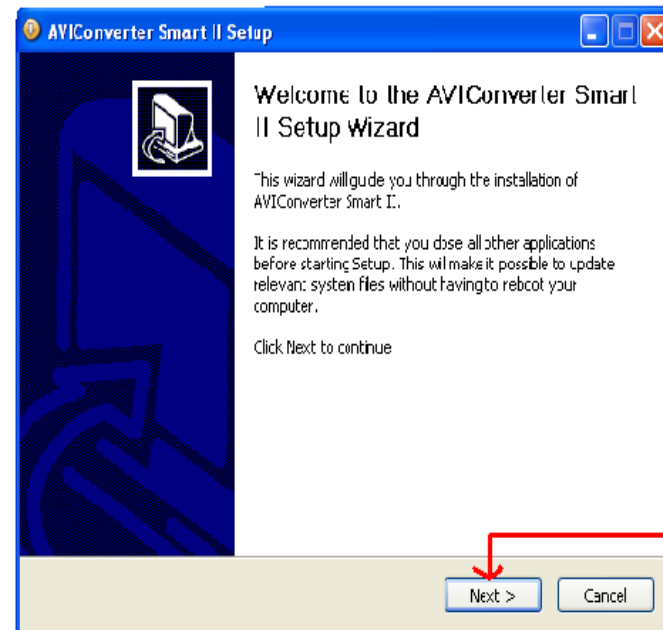 AVIConverter Smart II Setup
Welcome to the AVIConverter Smart
II Setup Wizard
This wizard will guide you through the installation of
AVIConverter Smart II.
It is recommended that you close all other applications
before starting Setup. This will make it possible to update
relevant system files without having to reboot your
computer.
Click Next to continue
Next >
Cancel